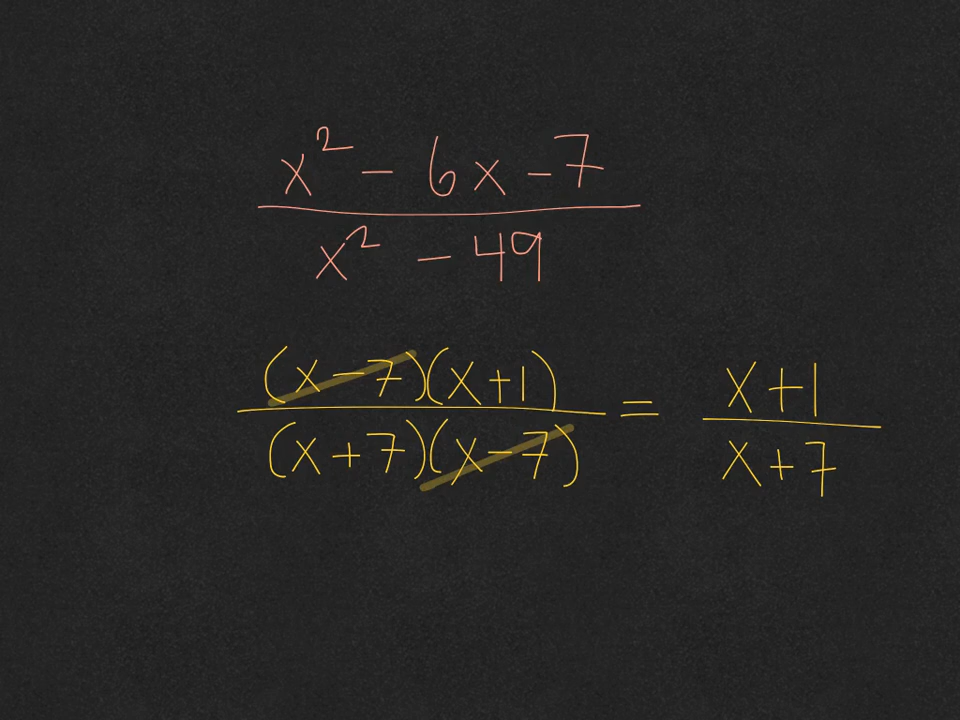 x² - 6x - 7
x² - 49
(x - 7)(x + 1) = x + 1
(x + 7)(x - 7) x + 7